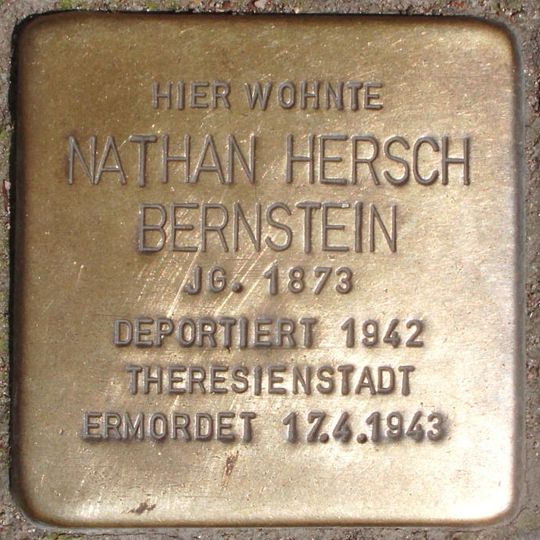 HIER WOHNTE
NATHAN HERSCH
BERNSTEIN
JG. 1873
DEPORTIERT 1942
THERESIENSTADT
ERMORDET 17.4.1943